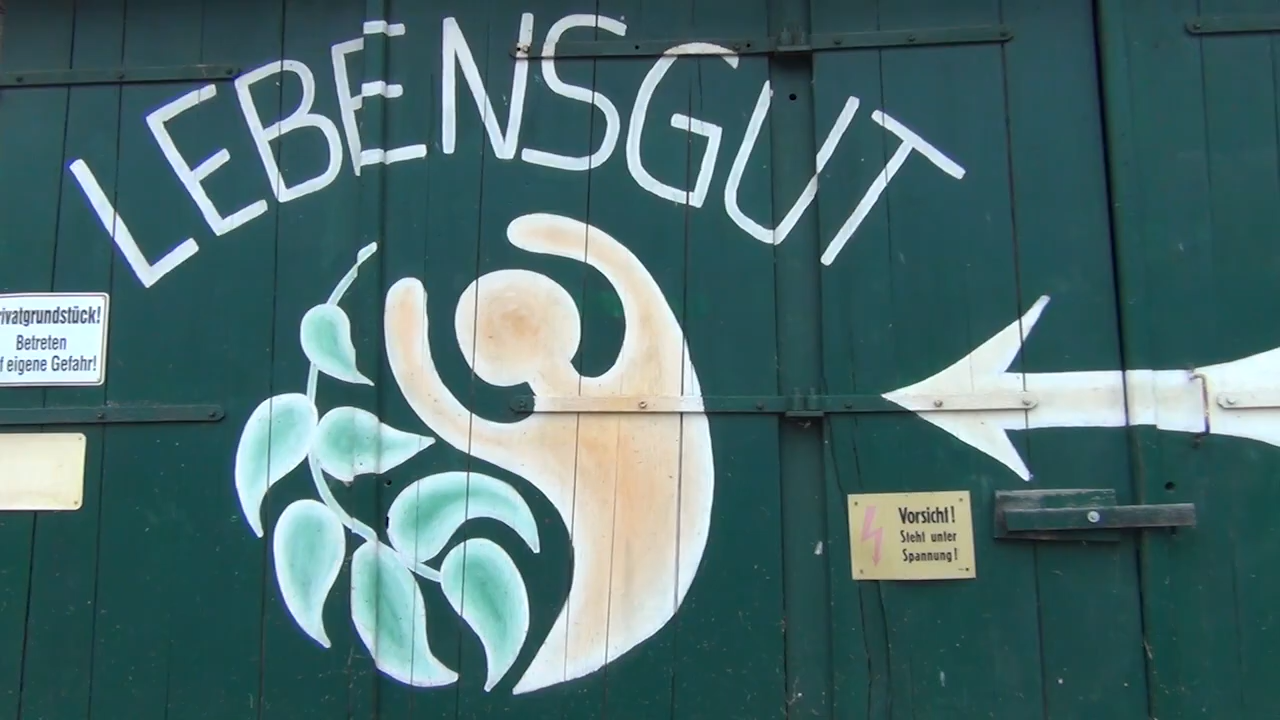 LEBENSGUT
rivatgrundstück!
Betreten
f eigene Gefahr!
Vorsicht!
Steht unter
Spannung!